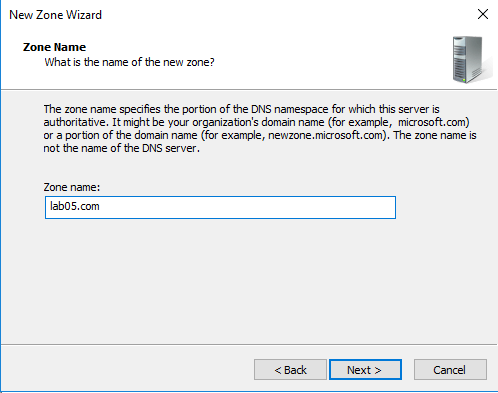 New Zone Wizard
Zone Name
What is the name of the new zone?
The zone name specifies the portion of the DNS namespace for which this server is
authoritative. It might be your organization's domain name (for example, microsoft.com)
or a portion of the domain name (for example, newzone.microsoft.com). The zone name is
not the name of the DNS server.
Zone name:
lab05.com
< Back Next > Cancel